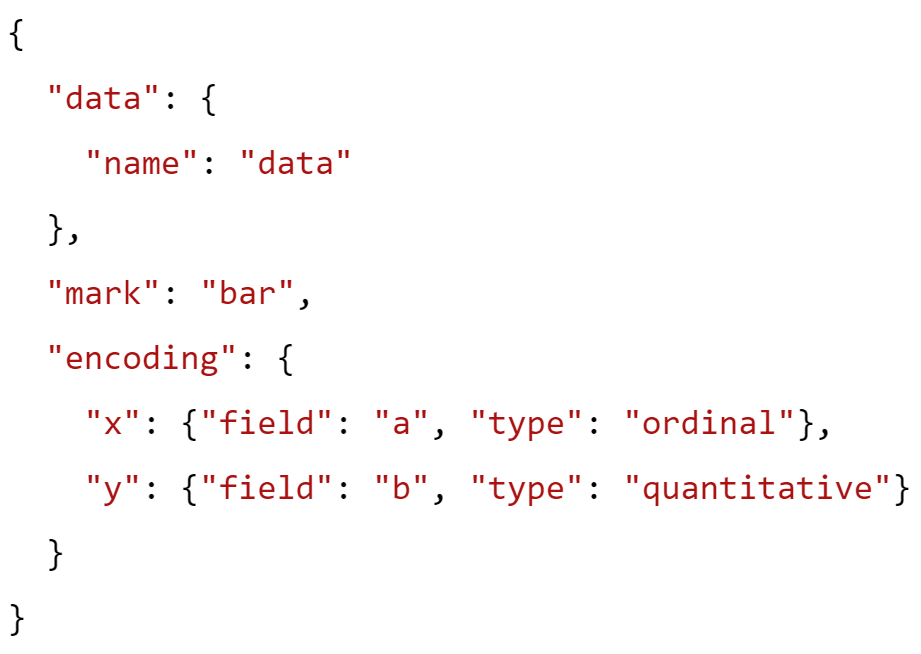 {
  "data": {
    "name": "data"
  },
  "mark": "bar",
  "encoding": {
    "x": {"field": "a", "type": "ordinal"},
    "y": {"field": "b", "type": "quantitative"}
  }
}